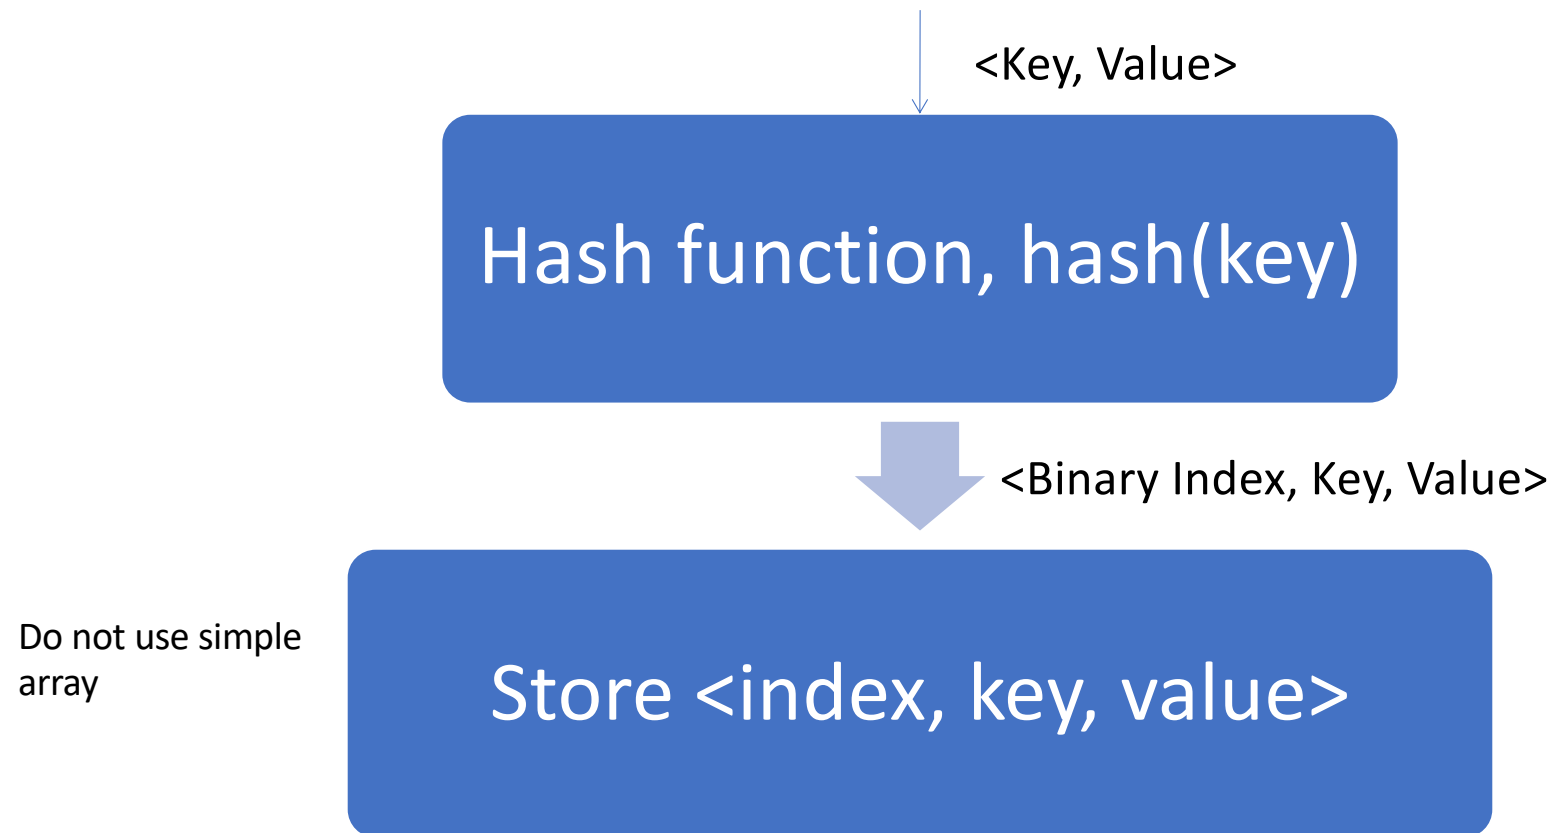 <Key, Value>
Hash function, hash(key)
<Binary Index, Key, Value>
Do not use simple
array
Store <index, key, value>